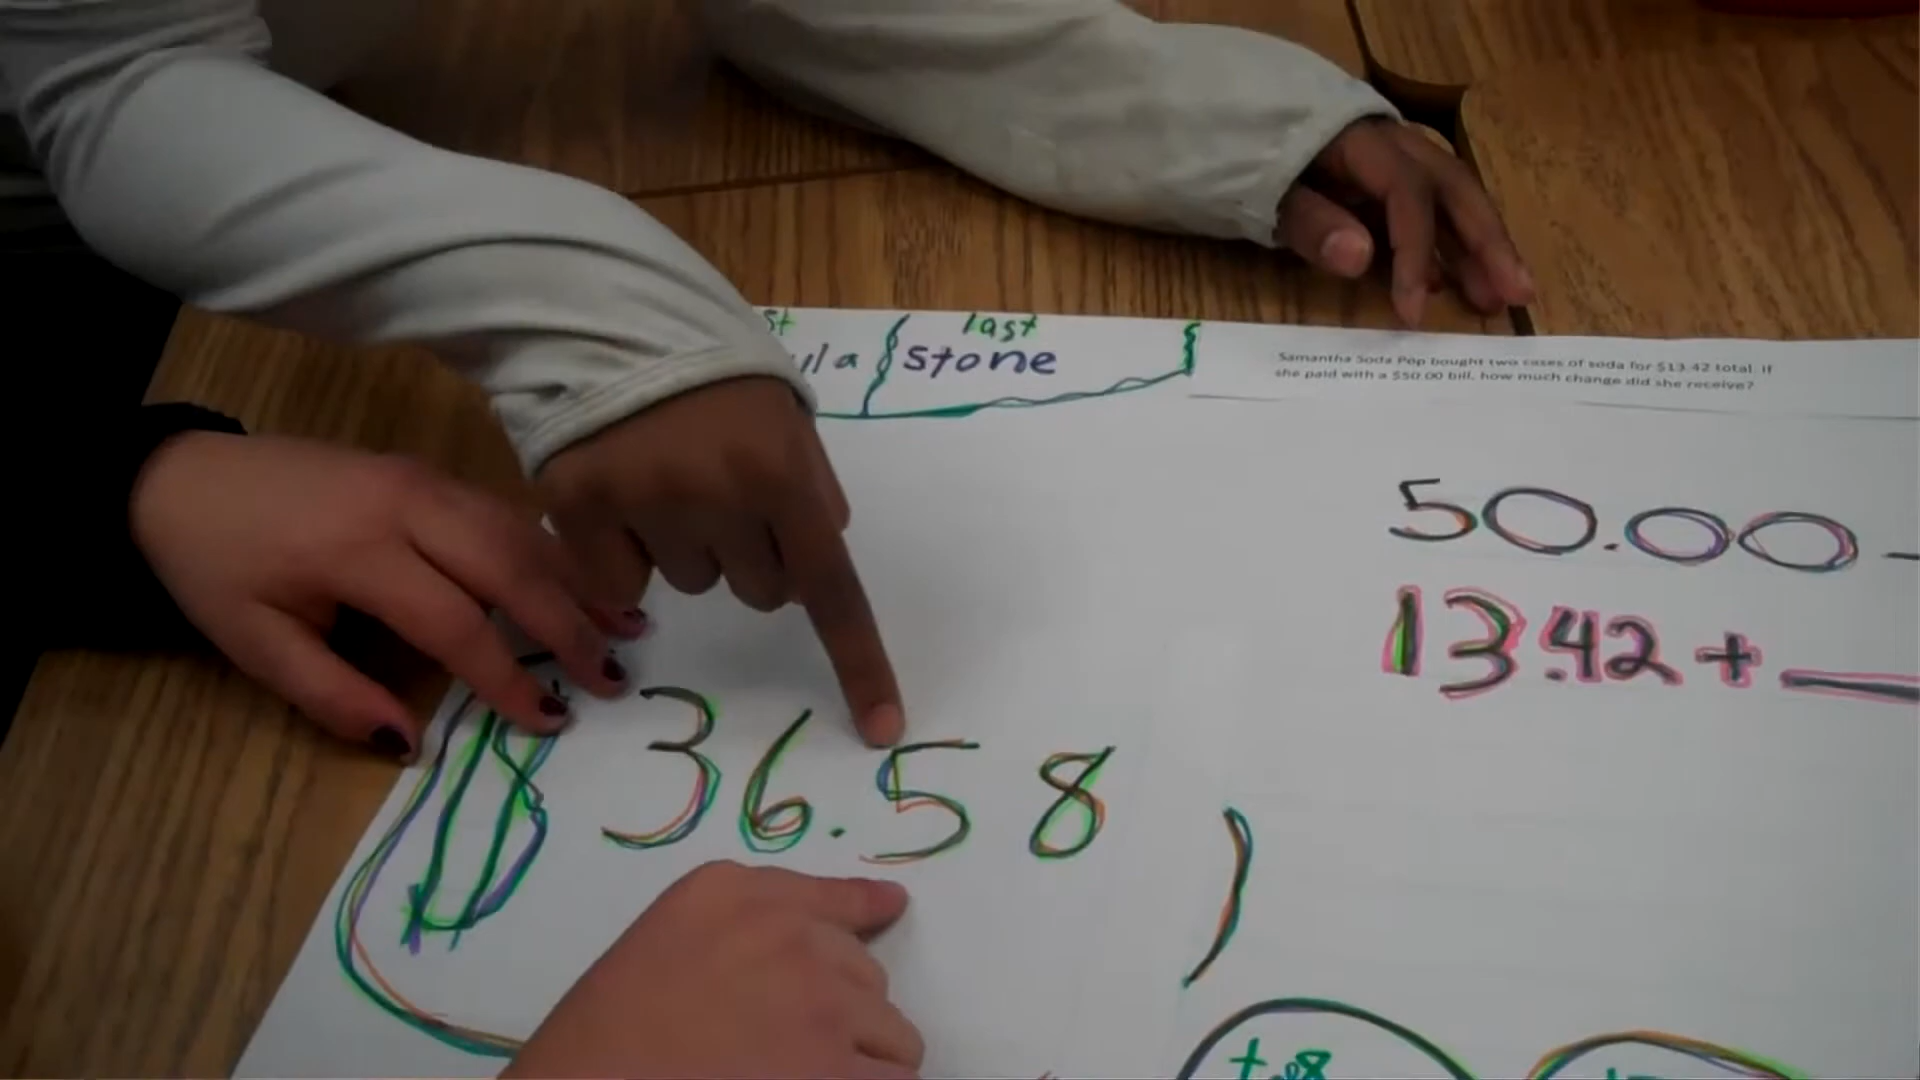 last
stone
Samantha Soda Pop bought two cases of soda for $13.42 total. If
she paid with a $50.00 bill, how much change did she receive?
50.00 -
13.42 + __
$ 36.58